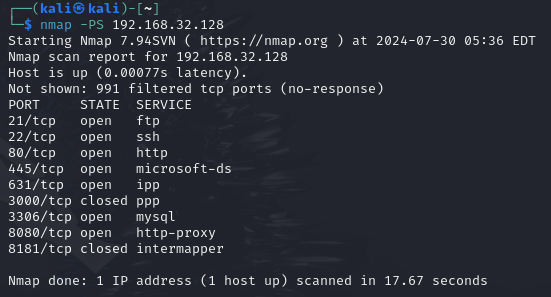 ┌──(kali㉿kali)-[~]
└─$ nmap -PS 192.168.32.128
Starting Nmap 7.94SVN ( https://nmap.org ) at 2024-07-30 05:36 EDT
Nmap scan report for 192.168.32.128
Host is up (0.00077s latency).
Not shown: 991 filtered tcp ports (no-response)
PORT     STATE  SERVICE
21/tcp   open   ftp
22/tcp   open   ssh
80/tcp   open   http
445/tcp  open   microsoft-ds
631/tcp  open   ipp
3000/tcp closed ppp
3306/tcp open   mysql
8080/tcp open   http-proxy
8181/tcp closed intermapper
Nmap done: 1 IP address (1 host up) scanned in 17.67 seconds